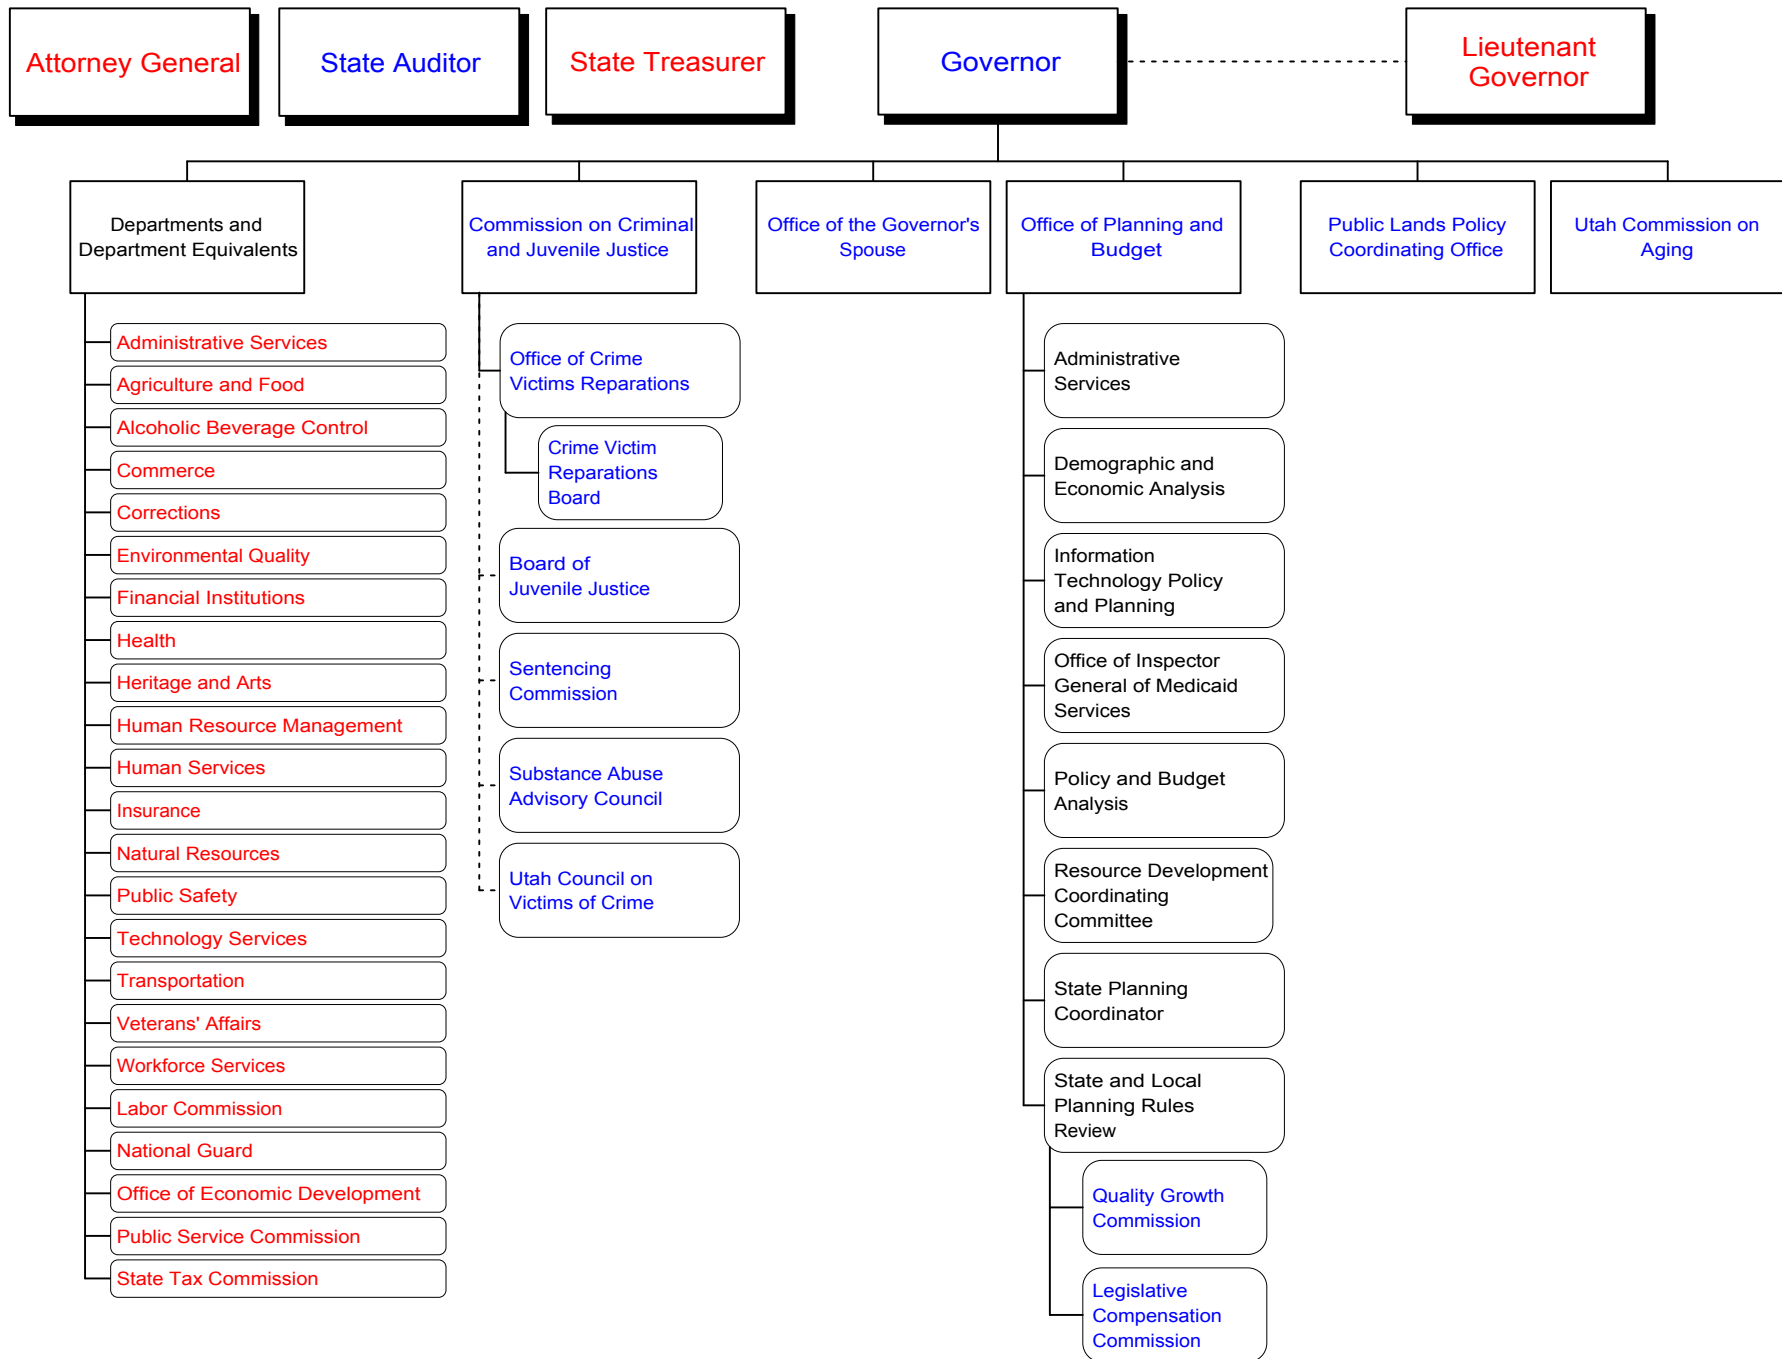 Attorney General
State Auditor
State Treasurer
Governor
Lieutenant
Governor
Departments and
Department Equivalents
Commission on Criminal
and Juvenile Justice
Office of the Governor's
Spouse
Office of Planning and
Budget
Public Lands Policy
Coordinating Office
Utah Commission on
Aging
Administrative Services
Agriculture and Food
Alcoholic Beverage Control
Commerce
Corrections
Environmental Quality
Financial Institutions
Health
Heritage and Arts
Human Resource Management
Human Services
Insurance
Natural Resources
Public Safety
Technology Services
Transportation
Veterans' Affairs
Workforce Services
Labor Commission
National Guard
Office of Economic Development
Public Service Commission
State Tax Commission
Office of Crime
Victims Reparations
Crime Victim
Reparations
Board
Board of
Juvenile Justice
Sentencing
Commission
Substance Abuse
Advisory Council
Utah Council on
Victims of Crime
Administrative
Services
Demographic and
Economic Analysis
Information
Technology Policy
and Planning
Office of Inspector
General of Medicaid
Services
Policy and Budget
Analysis
Resource Development
Coordinating
Committee
State Planning
Coordinator
State and Local
Planning Rules
Review
Quality Growth
Commission
Legislative
Compensation
Commission